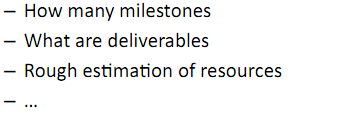 – How many milestones
– What are deliverables
– Rough estimation of resources
– ...